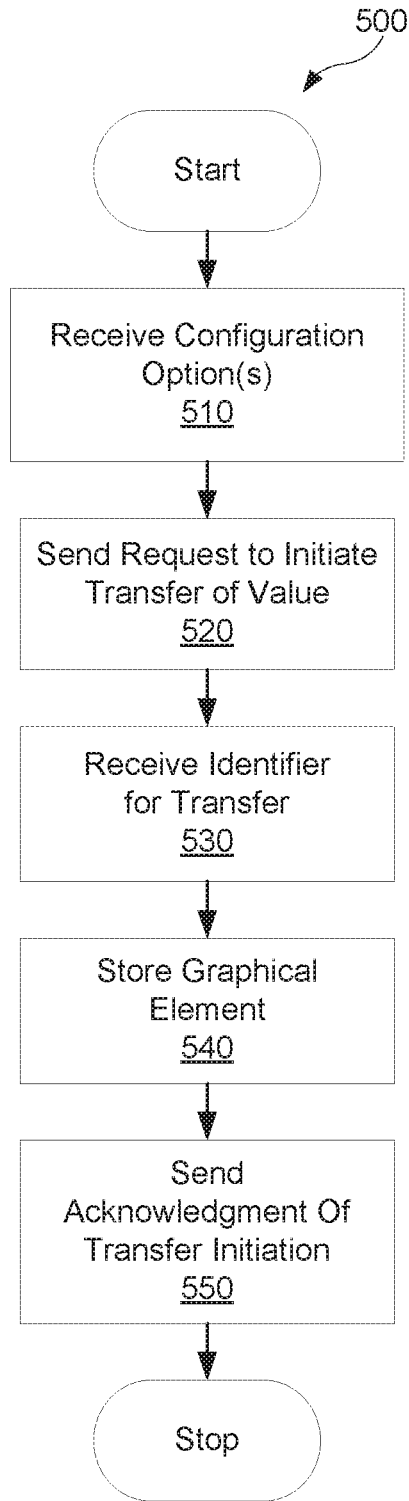 500
Start
Receive Configuration
Option(s)
510
Send Request to Initiate
Transfer of Value
520
Receive Identifier
for Transfer
530
Store Graphical
Element
540
Send
Acknowledgment Of
Transfer Initiation
550
Stop